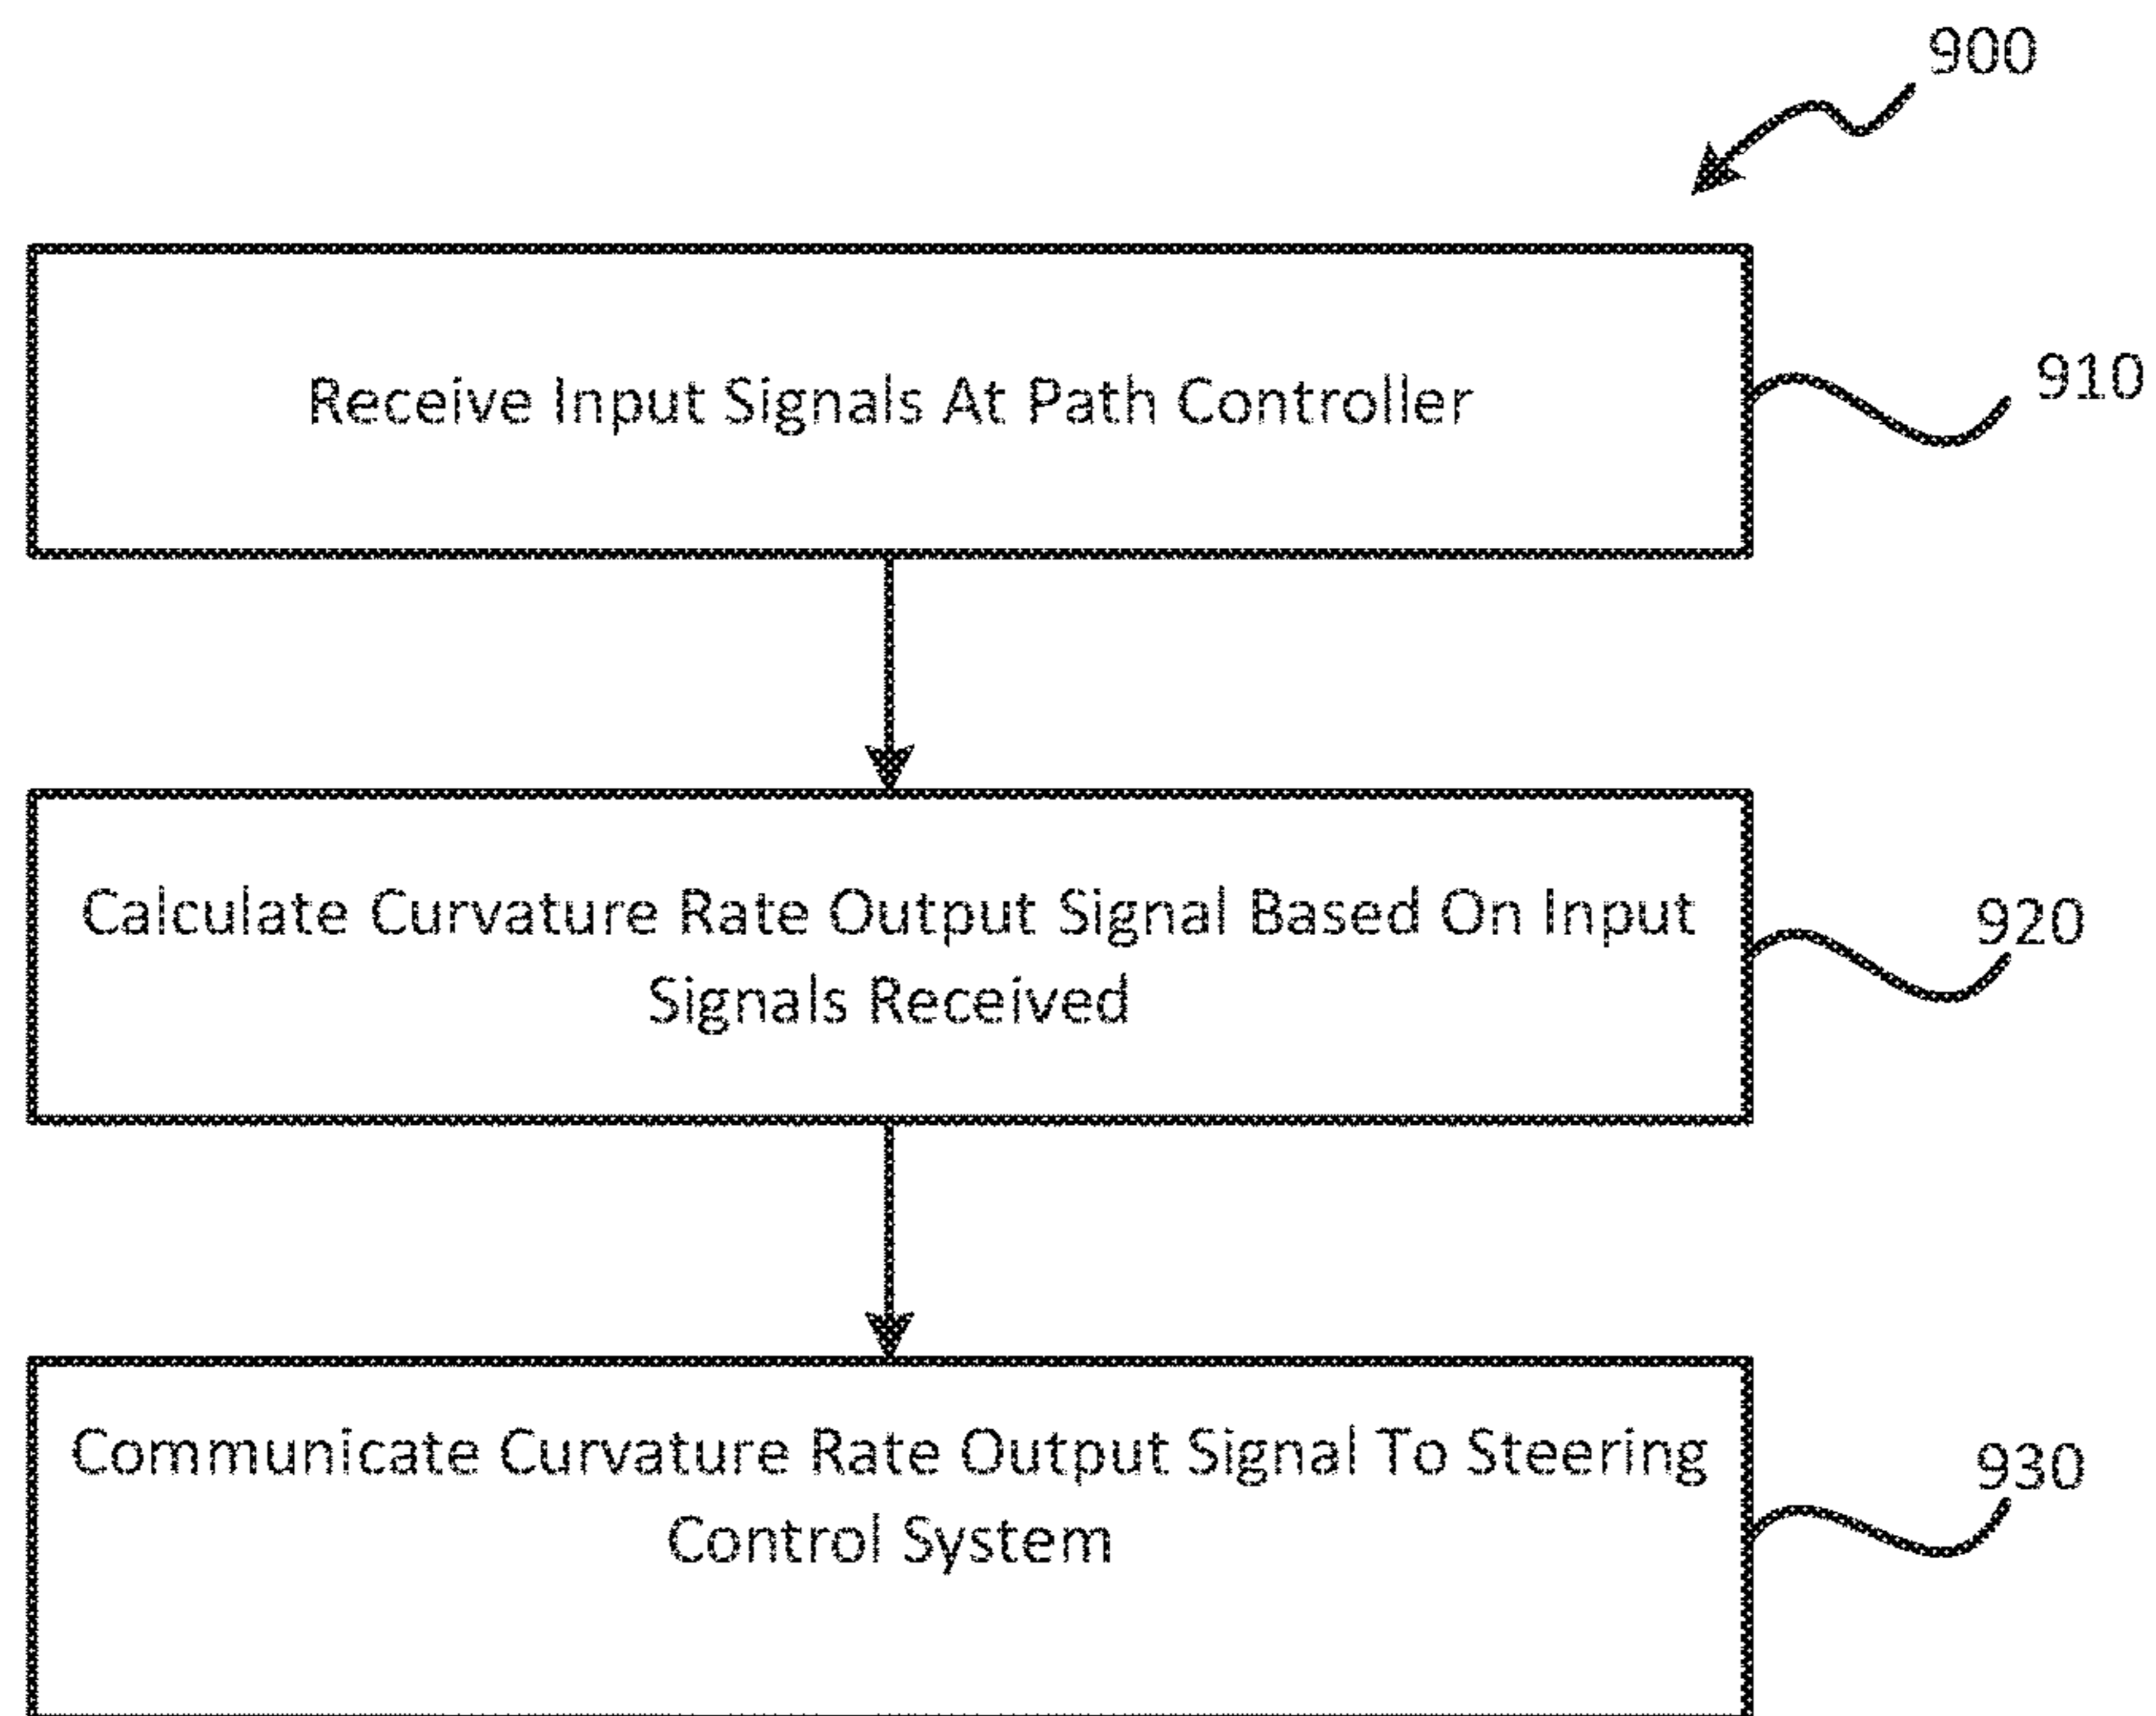 900
Receive Input Signals At Path Controller
910
Calculate Curvature Rate Output Signal Based On Input
Signals Received
920
Communicate Curvature Rate Output Signal To Steering
Control System
930